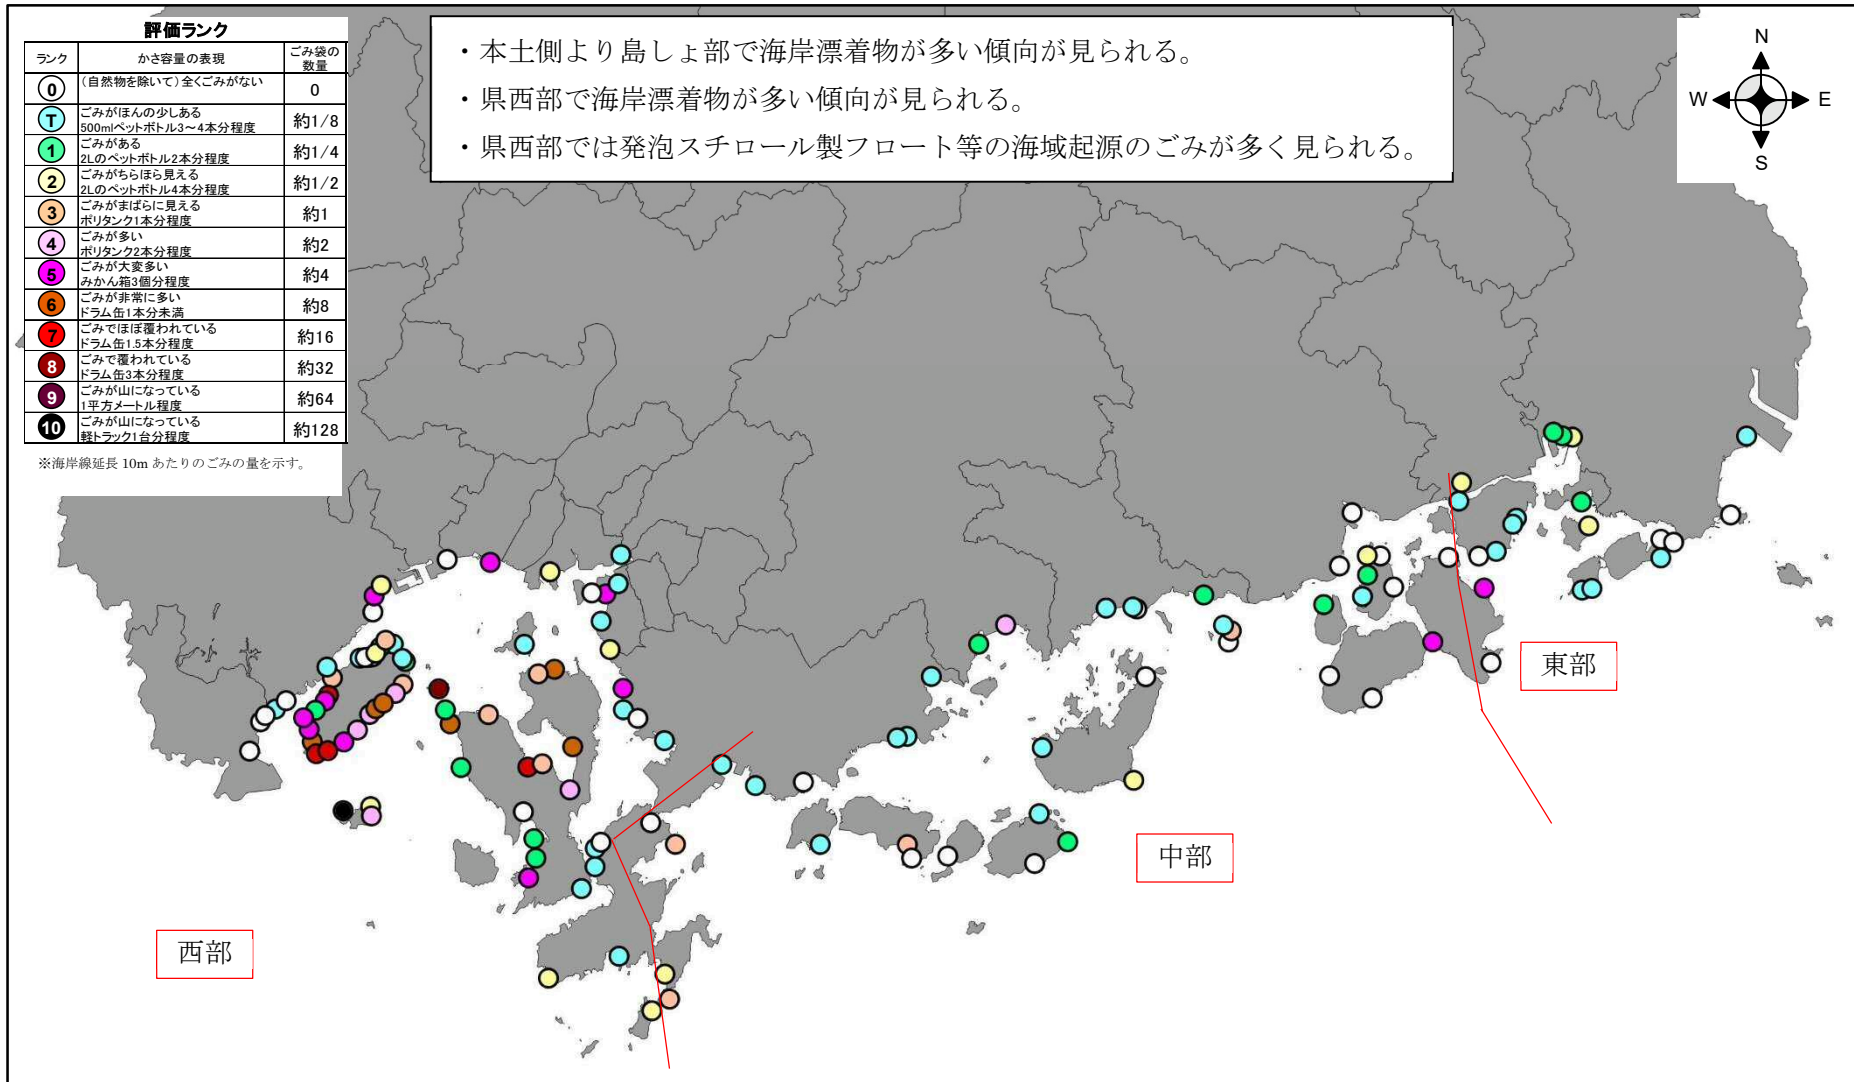 評価ランク
ランク かさ容量の表現 ごみ袋の数量
0 (自然物を除いて)全くごみがない 0
T ごみがほんの少しある 約1/8
500mlペットボトル3～4本分程度
1 ごみがある 約1/4
2Lのペットボトル2本分程度
2 ごみがちらほら見える 約1/2
2Lのペットボトル4本分程度
3 ごみがまばらに見える 約1
ポリタンク1本分程度
4 ごみが多い 約2
ポリタンク2本分程度
5 ごみが大変多い 約4
みかん箱3個分程度
6 ごみが非常に多い 約8
ドラム缶1本分未満
7 ごみでほぼ覆われている 約16
ドラム缶1.5本分程度
8 ごみで覆われている 約32
ドラム缶3本分程度
9 ごみが山になっている 約64
1平方メートル程度
10 ごみが山になっている 約128
軽トラック1台分程度
※海岸線延長 10m あたりのごみの量を示す。
・本土側より島しょ部で海岸漂着物が多い傾向が見られる。
・県西部で海岸漂着物が多い傾向が見られる。
・県西部では発泡スチロール製フロート等の海域起源のごみが多く見られる。
N
W E
S
東部
中部
西部